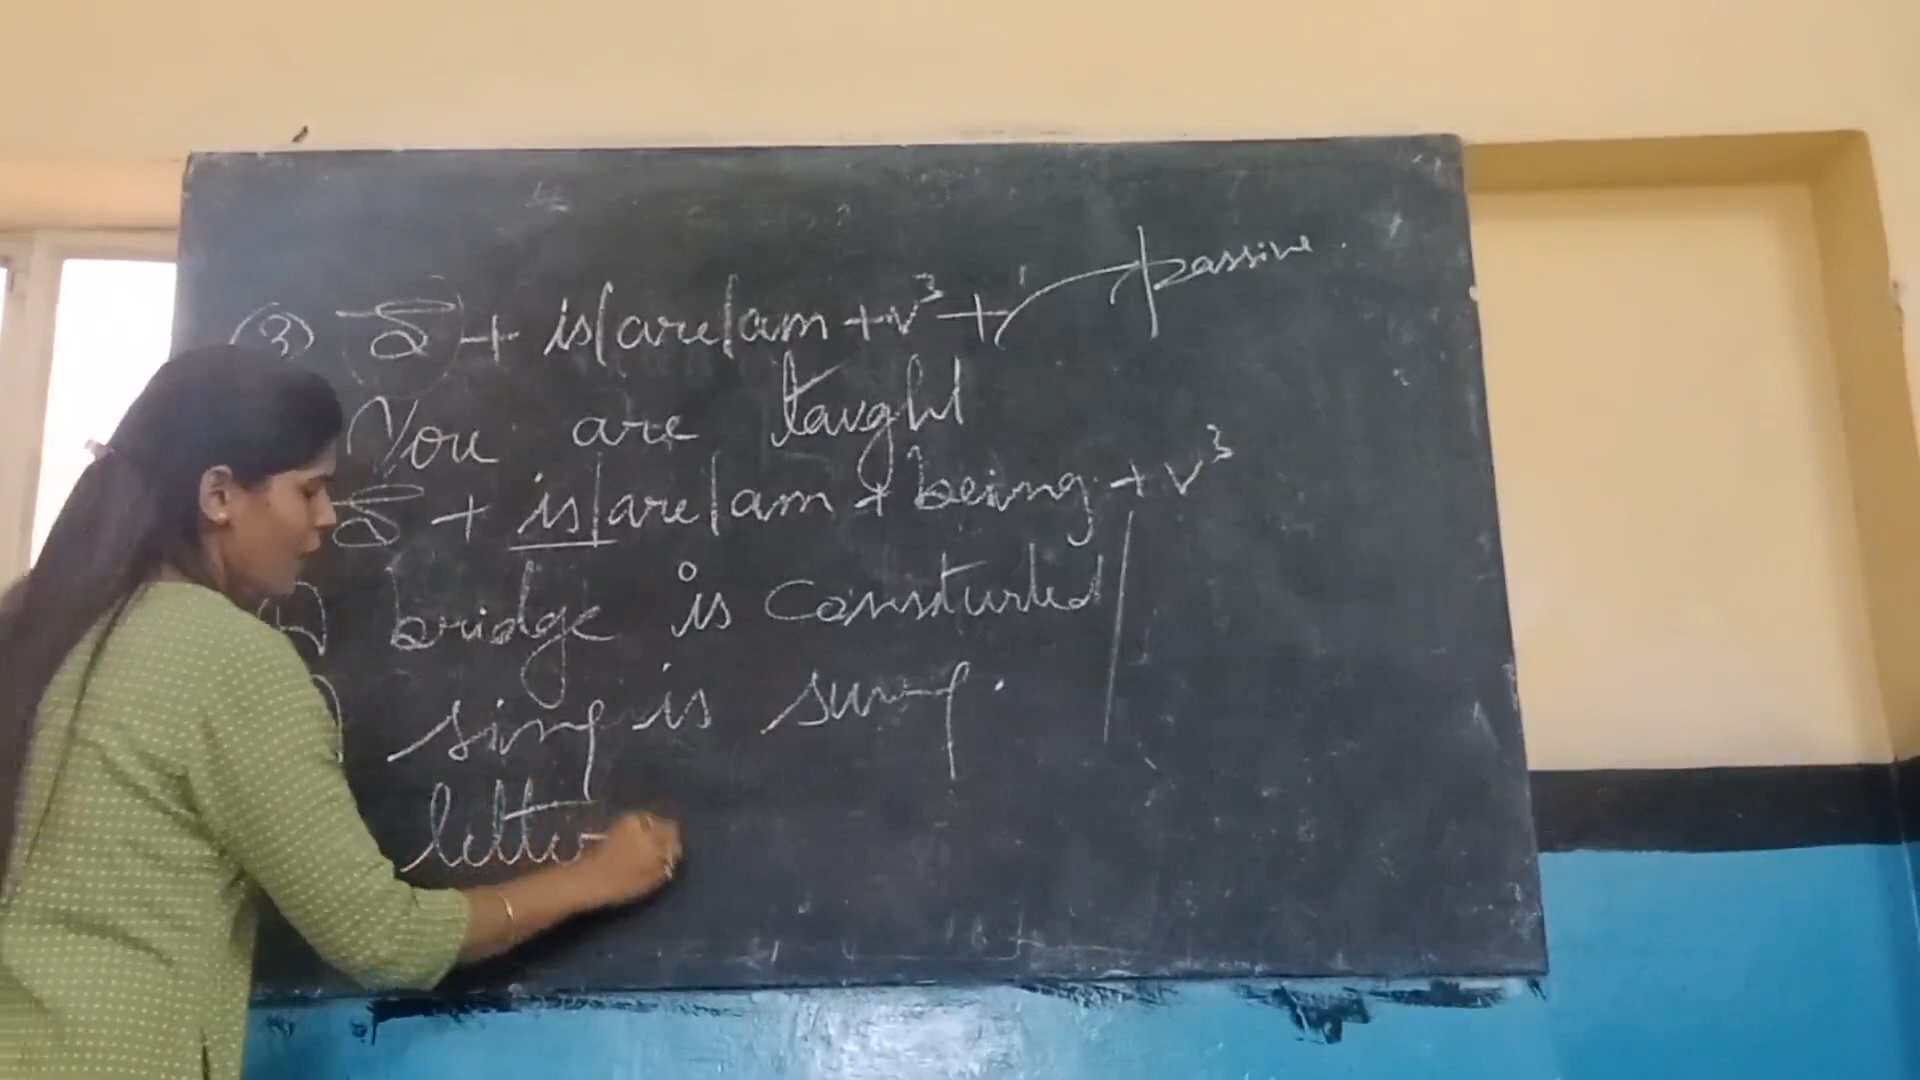 (3) S + is/are/am + v³ +
passive.
You are taught
S + is/are/am + being + v³
bridge is consturted
sing is sung.
letter